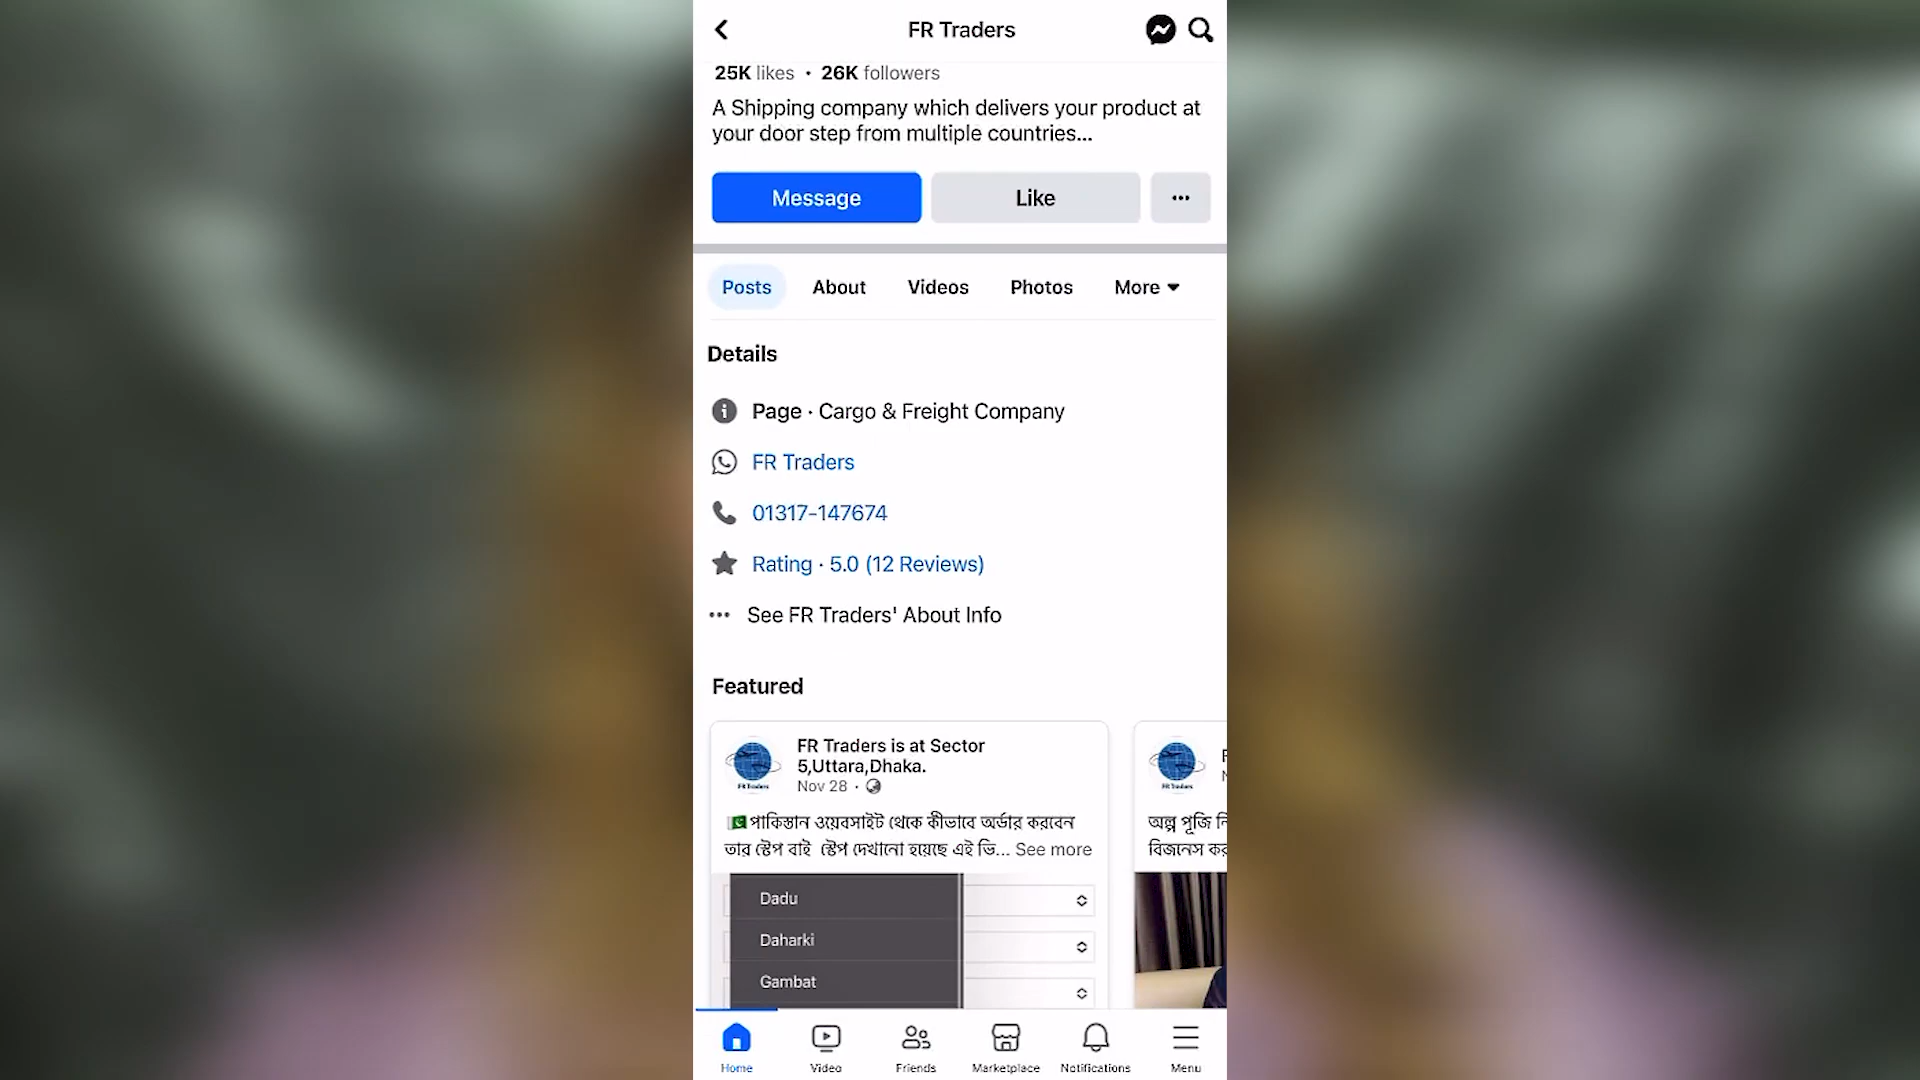 FR Traders
25K likes • 26K followers
A Shipping company which delivers your product at
your door step from multiple countries...
Message
Like
Posts
About
Videos
Photos
More
Details
Page · Cargo & Freight Company
FR Traders
01317-147674
Rating · 5.0 (12 Reviews)
See FR Traders' About Info
Featured
FR Traders is at Sector
5,Uttara,Dhaka.
Nov 28 ·
পাকিস্তান ওয়েবসাইট থেকে কীভাবে অর্ডার করবেন
তার স্টেপ বাই স্টেপ দেখানো হয়েছে এই ভি... See more
FR Traders
Dadu
Daharki
Gambat
FR Traders
অল্প পূজি
বিজনেস
Home
Video
Friends
Marketplace
Notifications
Menu